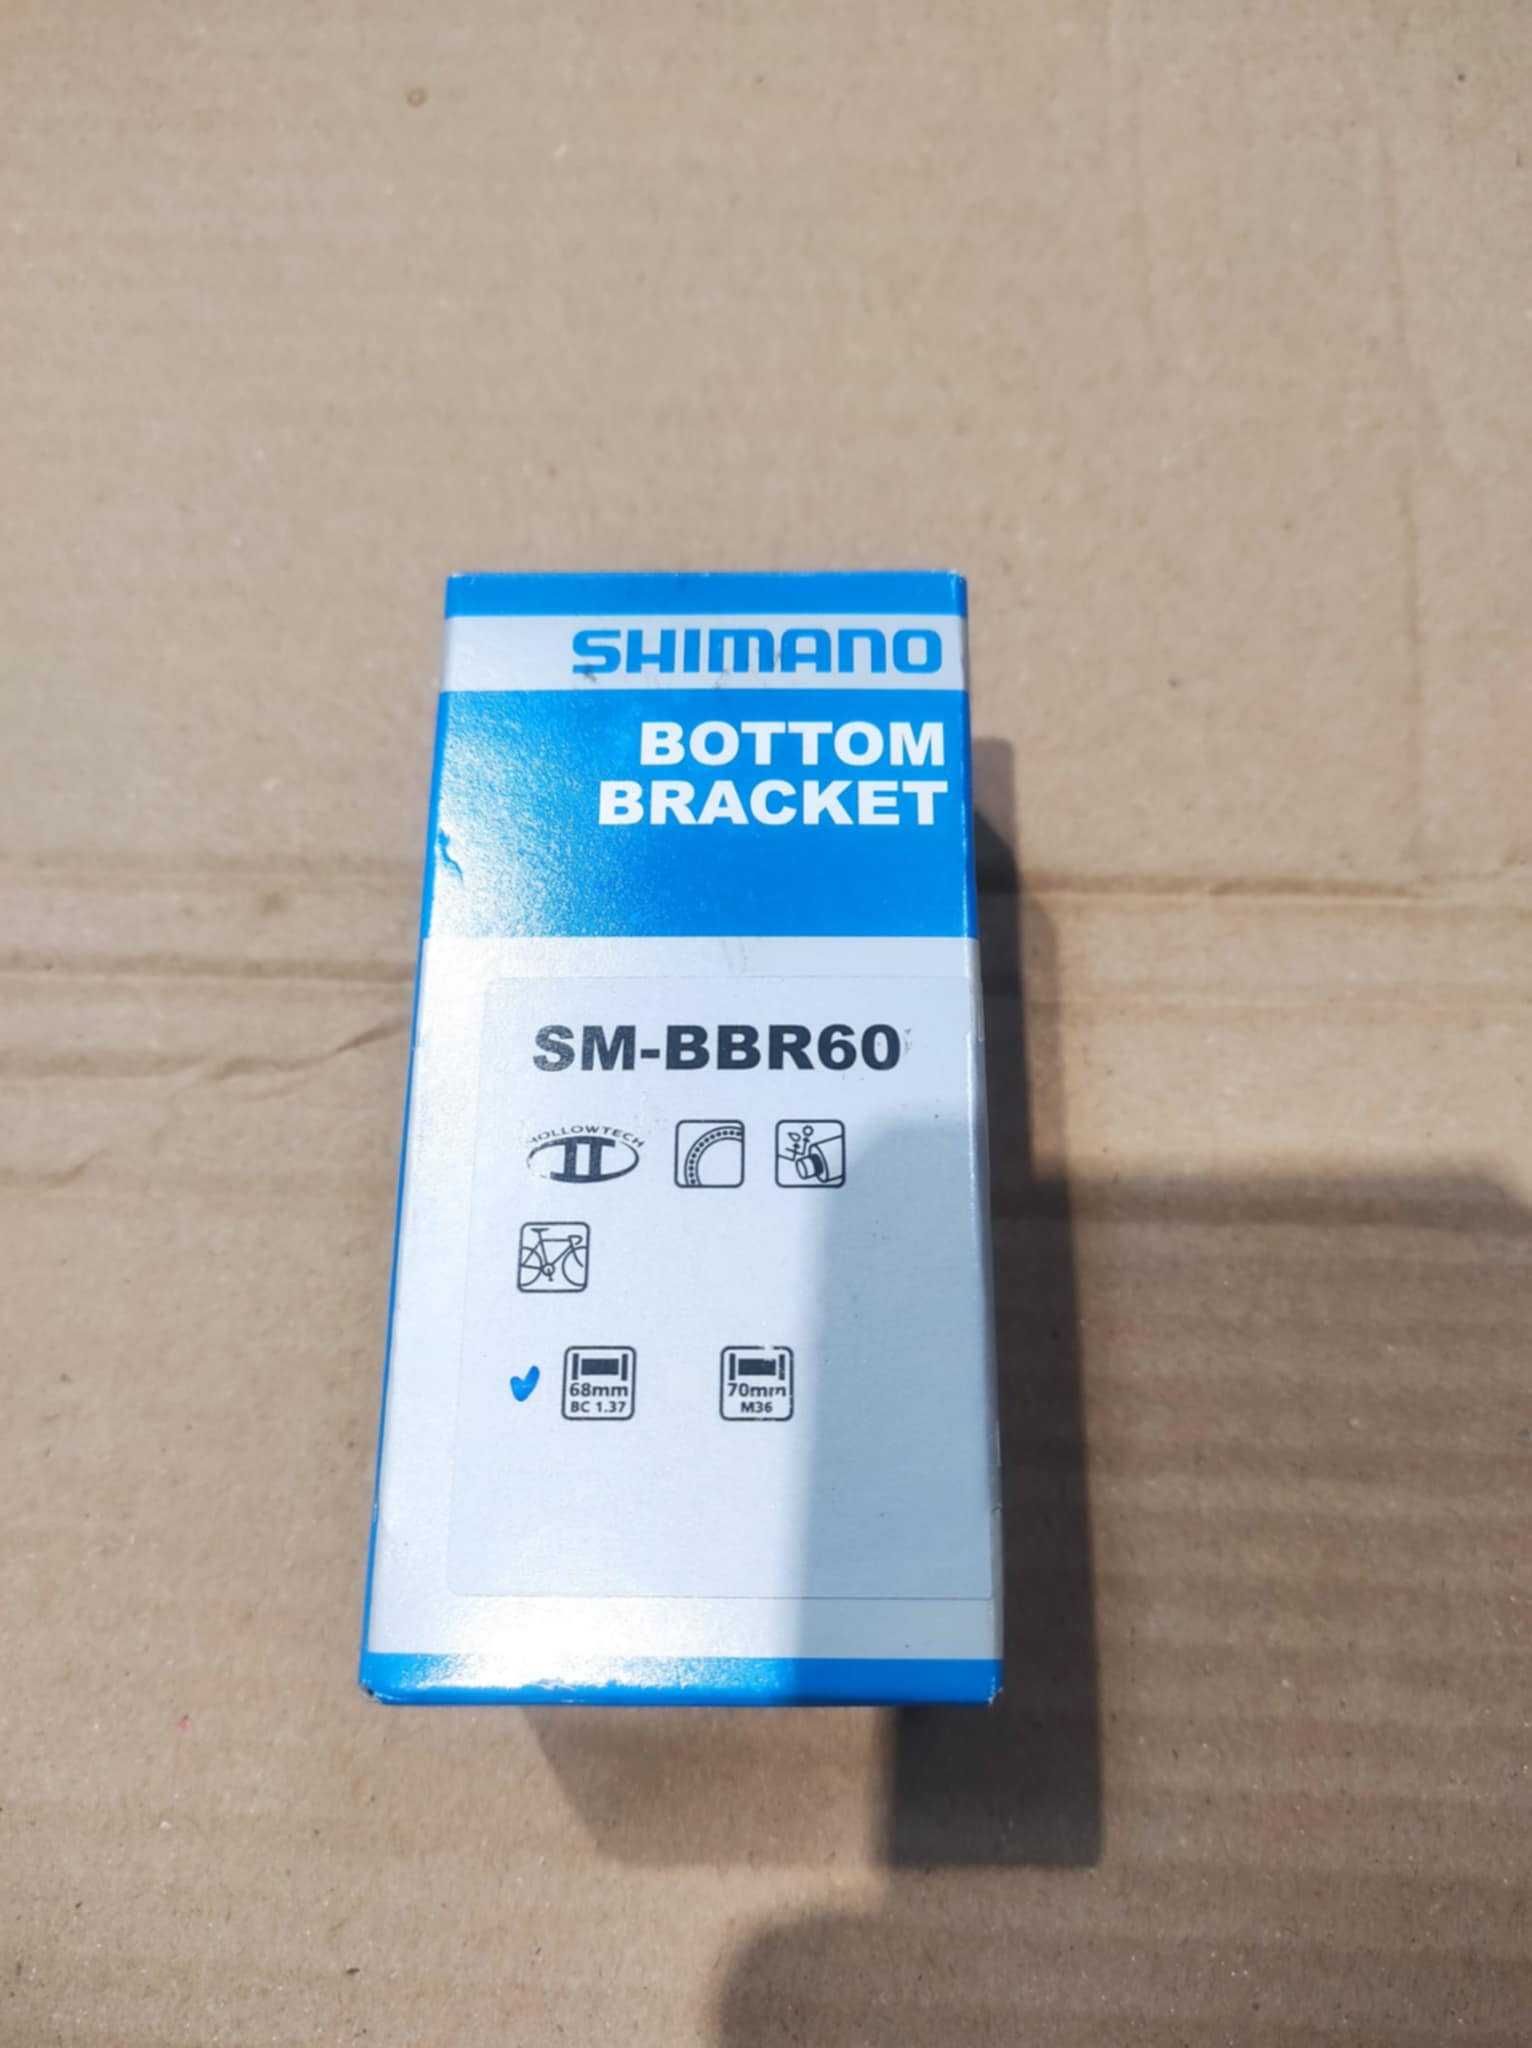 SHIMANO
BOTTOM
BRACKET
SM-BBR60
HOLLOWTECH
II
68mm
BC 1.37
70mm
M36